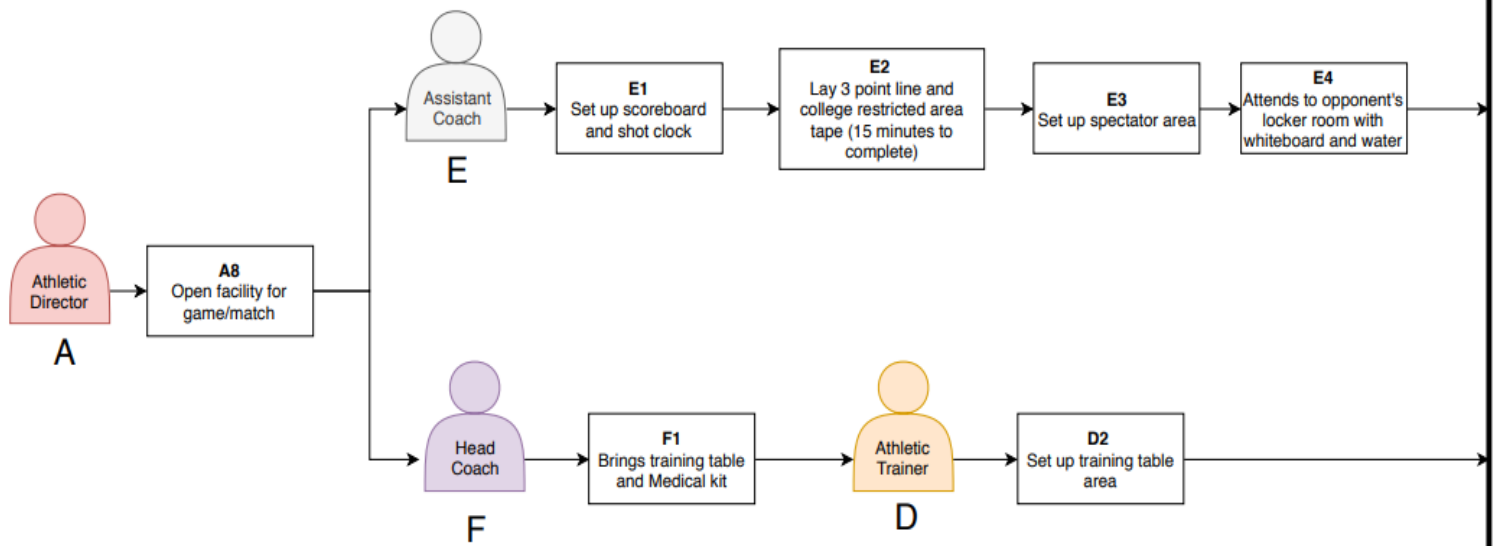 Assistant
Coach
E
E1
Set up scoreboard
and shot clock
E2
Lay 3 point line and
college restricted area
tape (15 minutes to
complete)
E3
Set up spectator area
E4
Attends to opponent's
locker room with
whiteboard and water
Athletic
Director
A
A8
Open facility for
game/match
Head
Coach
F
F1
Brings training table
and Medical kit
Athletic
Trainer
D
D2
Set up training table
area